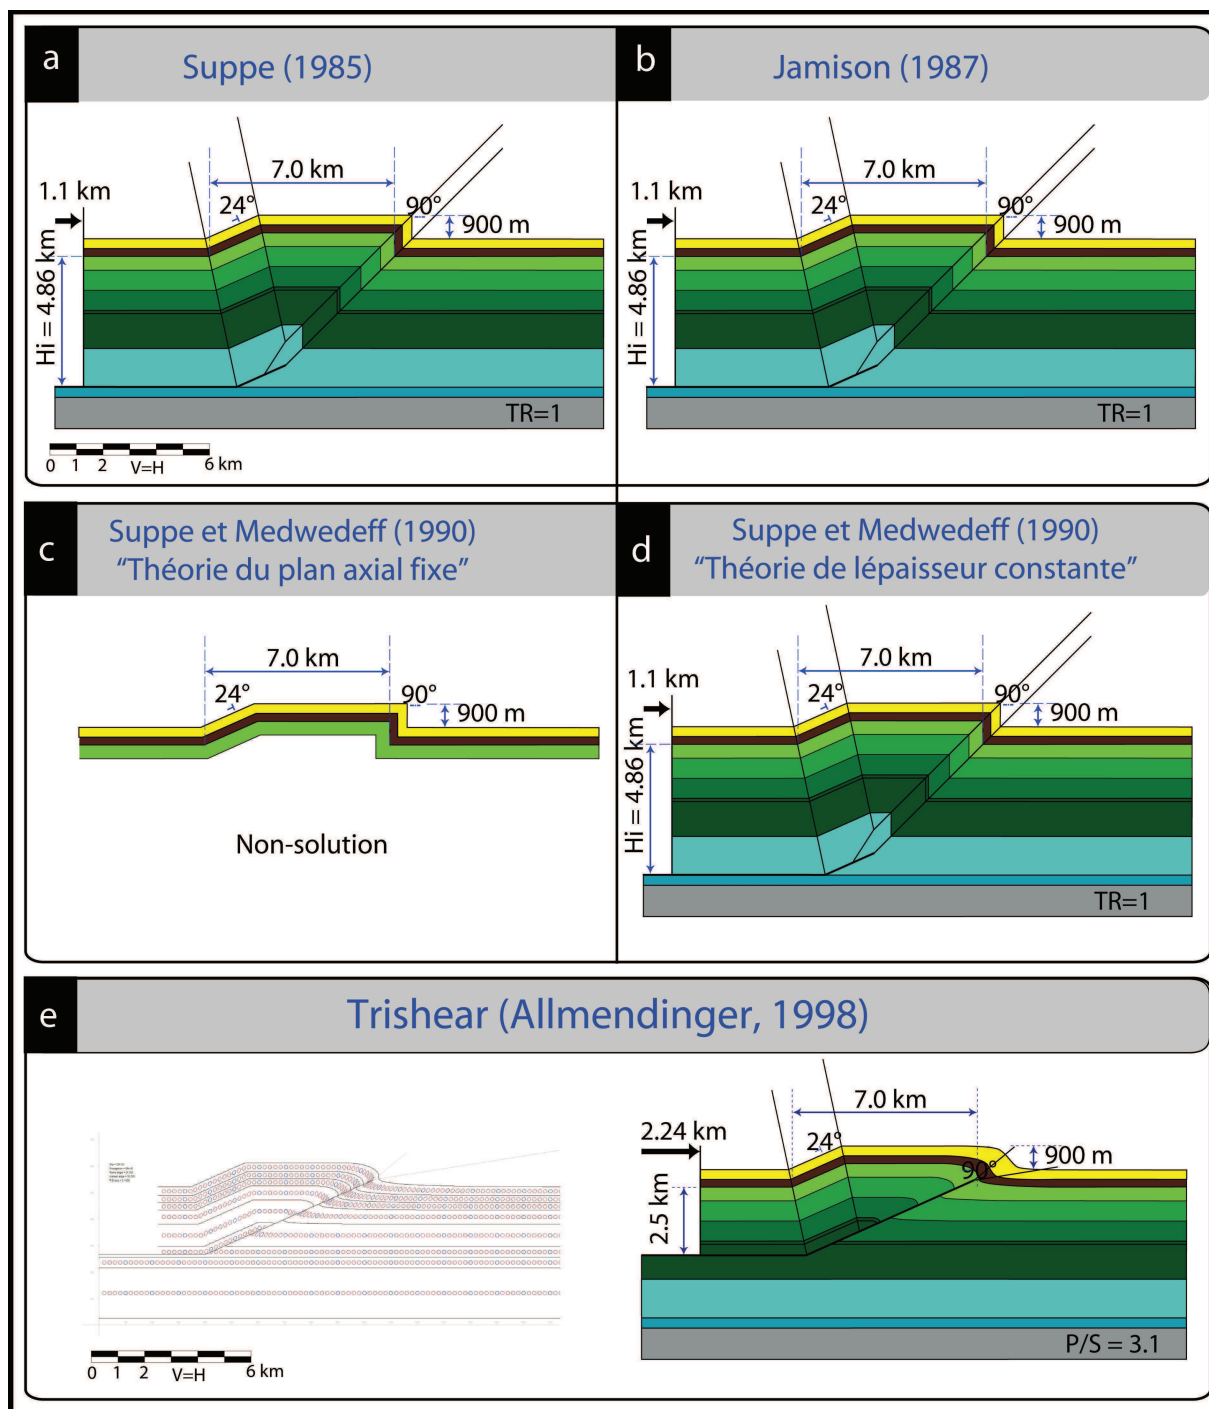 a
Suppe (1985)
b
Jamison (1987)
7.0 km
1.1 km
24°
90°
900 m
Hi = 4.86 km
TR=1
0 1 2 V=H 6 km
7.0 km
1.1 km
24°
90°
900 m
Hi = 4.86 km
TR=1
c
Suppe et Medwedeff (1990)
“Théorie du plan axial fixe”
d
Suppe et Medwedeff (1990)
“Théorie de lépaisseur constante”
7.0 km
24°
90°
900 m
Non-solution
7.0 km
1.1 km
24°
90°
900 m
Hi = 4.86 km
TR=1
e
Trishear (Allmendinger, 1998)
0 1 2 V=H 6 km
7.0 km
2.24 km
24°
90°
900 m
2.5 km
P/S = 3.1